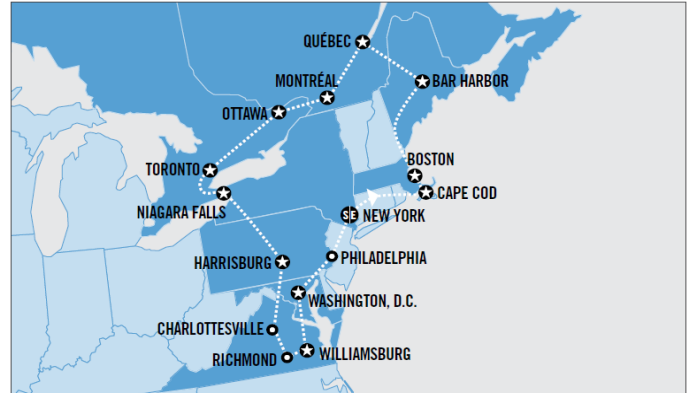 QUÉBEC
MONTRÉAL
BAR HARBOR
OTTAWA
BOSTON
TORONTO
CAPE COD
NIAGARA FALLS
SE NEW YORK
HARRISBURG
PHILADELPHIA
WASHINGTON, D.C.
CHARLOTTESVILLE
RICHMOND
WILLIAMSBURG